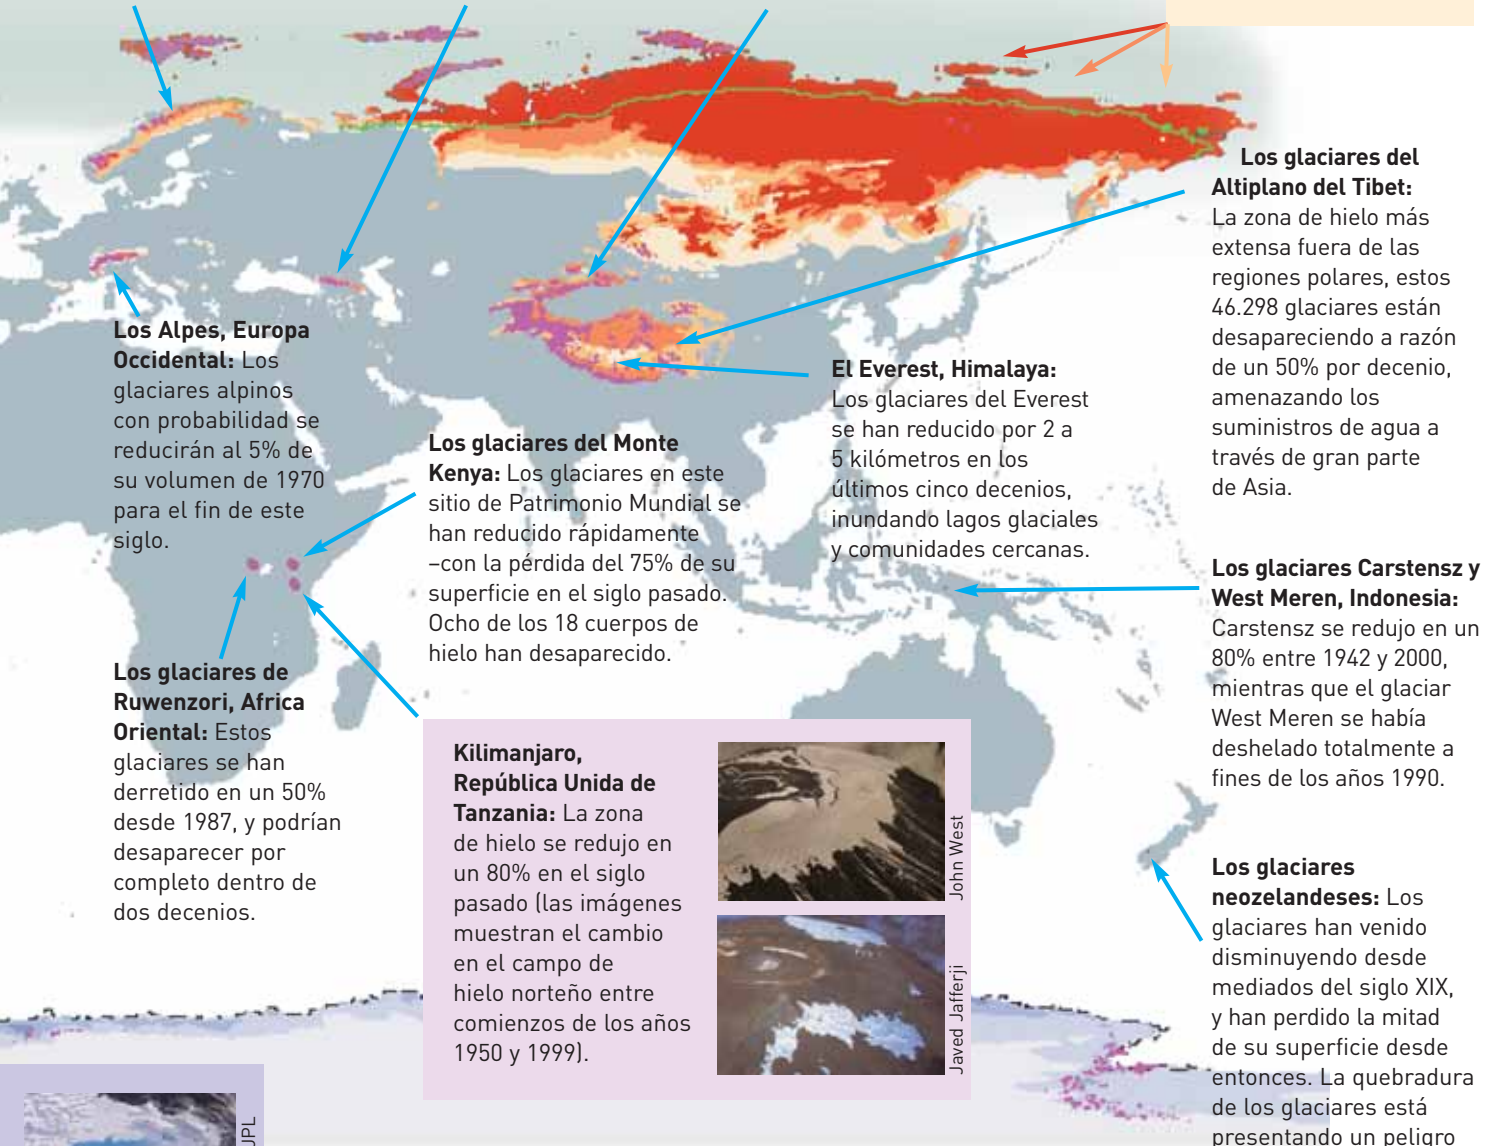 Los glaciares del
Altiplano del Tibet:
La zona de hielo más
extensa fuera de las
regiones polares, estos
46.298 glaciares están
desapareciendo a razón
de un 50% por decenio,
amenazando los
suministros de agua a
través de gran parte
de Asia.
Los Alpes, Europa
Occidental: Los
glaciares alpinos
con probabilidad se
reducirán al 5% de
su volumen de 1970
para el fin de este
siglo.
El Everest, Himalaya:
Los glaciares del Everest
se han reducido por 2 a
5 kilómetros en los
últimos cinco decenios,
inundando lagos glaciales
y comunidades cercanas.
Los glaciares del Monte
Kenya: Los glaciares en este
sitio de Patrimonio Mundial se
han reducido rápidamente
–con la pérdida del 75% de su
superficie en el siglo pasado.
Ocho de los 18 cuerpos de
hielo han desaparecido.
Los glaciares Carstensz y
West Meren, Indonesia:
Carstensz se redujo en un
80% entre 1942 y 2000,
mientras que el glaciar
West Meren se había
deshelado totalmente a
fines de los años 1990.
Los glaciares de
Ruwenzori, Africa
Oriental: Estos
glaciares se han
derretido en un 50%
desde 1987, y podrían
desaparecer por
completo dentro de
dos decenios.
Kilimanjaro,
República Unida de
Tanzania: La zona
de hielo se redujo en
un 80% en el siglo
pasado (las imágenes
muestran el cambio
en el campo de
hielo norteño entre
comienzos de los años
1950 y 1999).
John West
Javed Jafferji
Los glaciares
neozelandeses: Los
glaciares han venido
disminuyendo desde
mediados del siglo XIX,
y han perdido la mitad
de su superficie desde
entonces. La quebradura
de los glaciares está
presentando un peligro
JPL